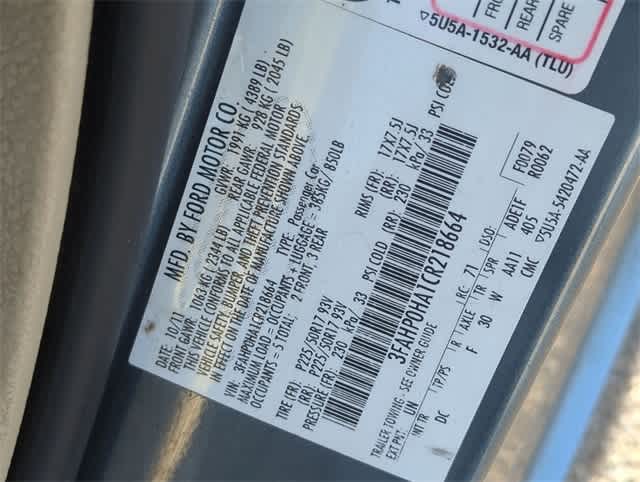 FRO
REAR
SPARE
▽5U5A-1532-AA (TLU)
MFD. BY FORD MOTOR CO.
DATE: 10/11 GVWR: 1991 KG ( 4389 LB)
FRONT GAWR: 1063 KG (2344 LB) REAR GAWR: 928 KG ( 2045 LB)
THIS VEHICLE CONFORMS TO ALL APPLICABLE FEDERAL MOTOR
VEHICLE SAFETY, BUMPER, AND THEFT PREVENTION STANDARDS
IN EFFECT ON THE DATE OF MANUFACTURE SHOWN ABOVE.
VIN: 3FAHP0HA1CR218664 TYPE: Passenger Car
MAXIMUM LOAD = OCCUPANTS + LUGGAGE = 385KG / 850LB
OCCUPANTS = 5 TOTAL; 2 FRONT, 3 REAR
TIRE (FR): P225/50R17 93V RIMS (FR): 17X7.5J
(RR): P225/50R17 93V (RR): 17X7.5J
PRESSURE (FR): 230 kPa/ 33 PSI COLD (RR): 230 kPa/ 33 PSI COLD
3FAHP0HA1CR218664
F0079
R0062
TRAILER TOWING - SEE OWNER GUIDE
EXT PNT: UN RC: 71 DSO:
INT TR TP/PS R AXLE TR SPR
DC F 30 W AA11 ADETF
CMC 405
▽5U5A-5420472-AA